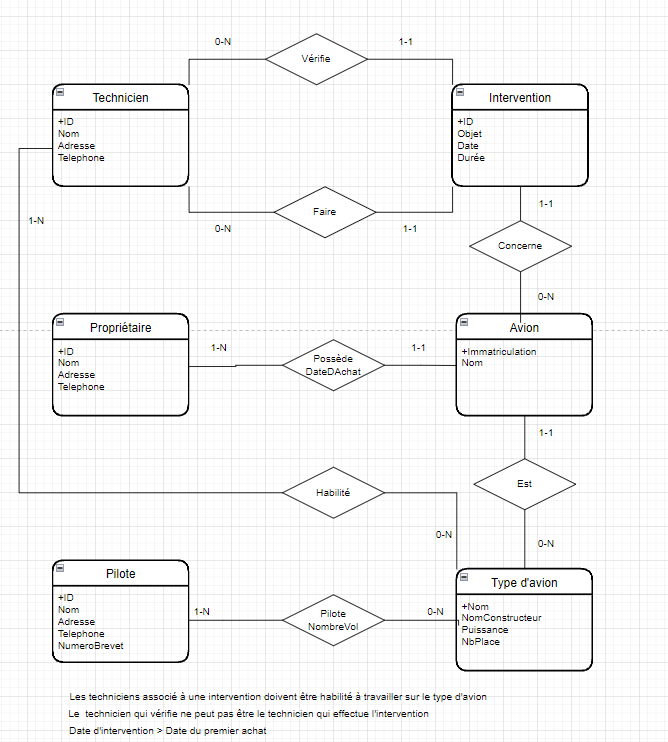 0-N
1-1
Vérifie
Technicien
+ID
Nom
Adresse
Telephone
Intervention
+ID
Objet
Date
Durée
1-N
0-N
Faire
1-1
1-1
Concerne
0-N
Propriétaire
+ID
Nom
Adresse
Telephone
1-N
Possède
DateDAchat
1-1
Avion
+Immatriculation
Nom
1-1
Est
0-N
Habilité
0-N
Pilote
+ID
Nom
Adresse
Telephone
NumeroBrevet
1-N
Pilote
NombreVol
0-N
Type d'avion
+Nom
NomConstructeur
Puissance
NbPlace
Les techniciens associé à une intervention doivent être habilité à travailler sur le type d'avion
Le technicien qui vérifie ne peut pas être le technicien qui effectue l'intervention
Date d'intervention > Date du premier achat